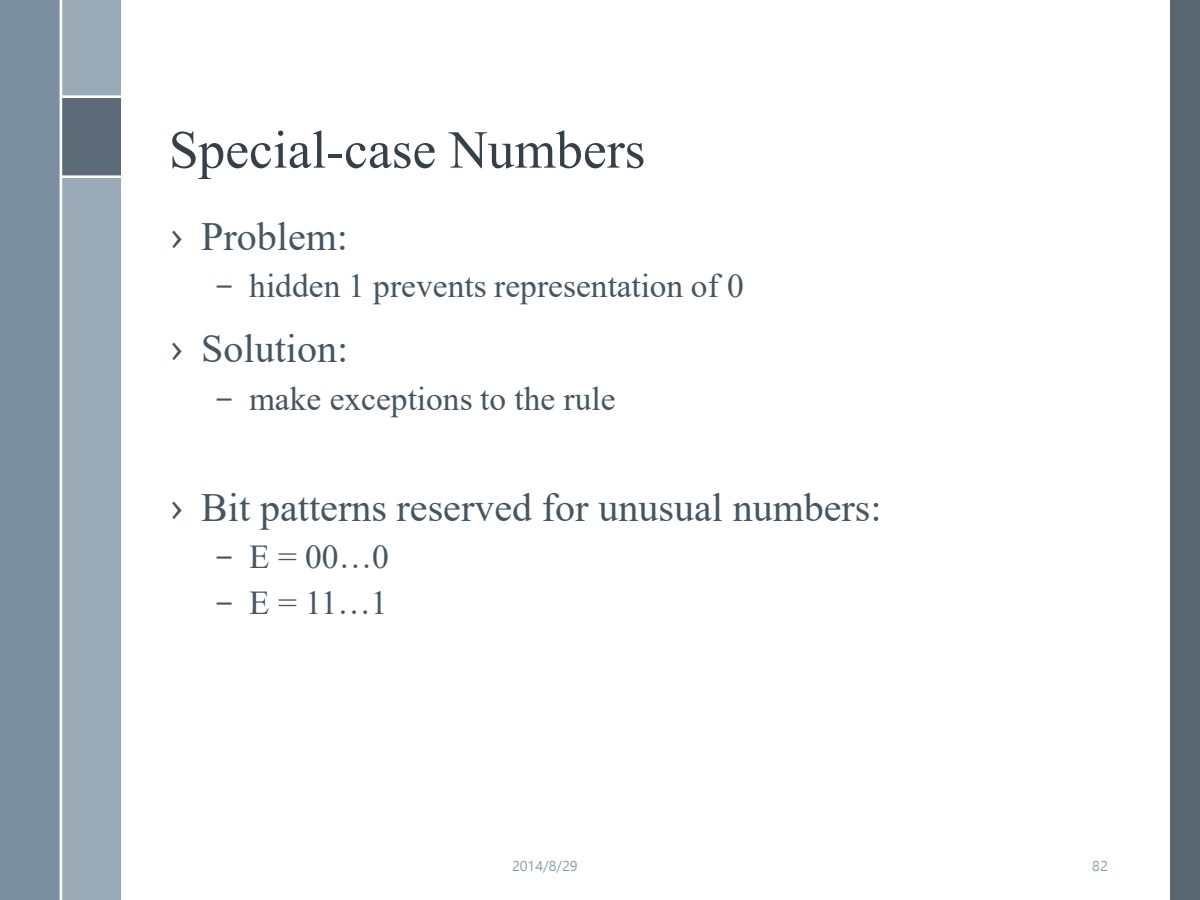 Special-case Numbers
› Problem:
– hidden 1 prevents representation of 0
› Solution:
– make exceptions to the rule
› Bit patterns reserved for unusual numbers:
– E = 00…0
– E = 11…1
2014/8/29
82